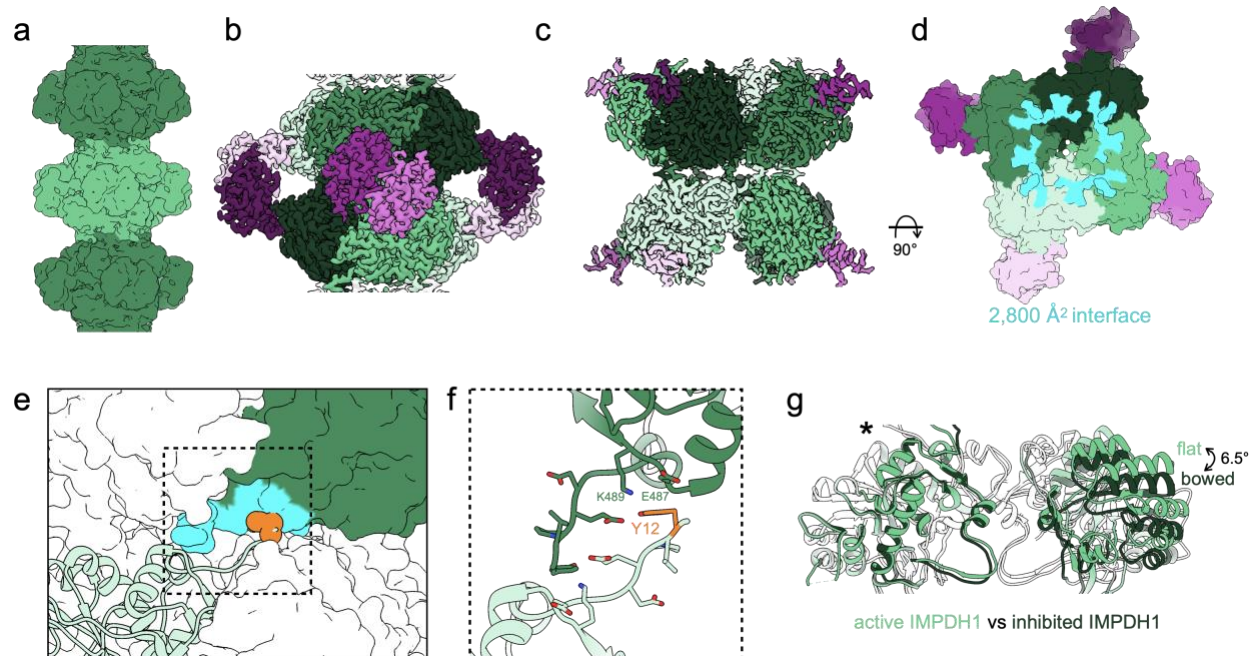 a
b
c
d
90°
2,800 Å² interface
e
f
K489
E487
Y12
g
*
flat
6.5°
bowed
active IMPDH1 vs inhibited IMPDH1